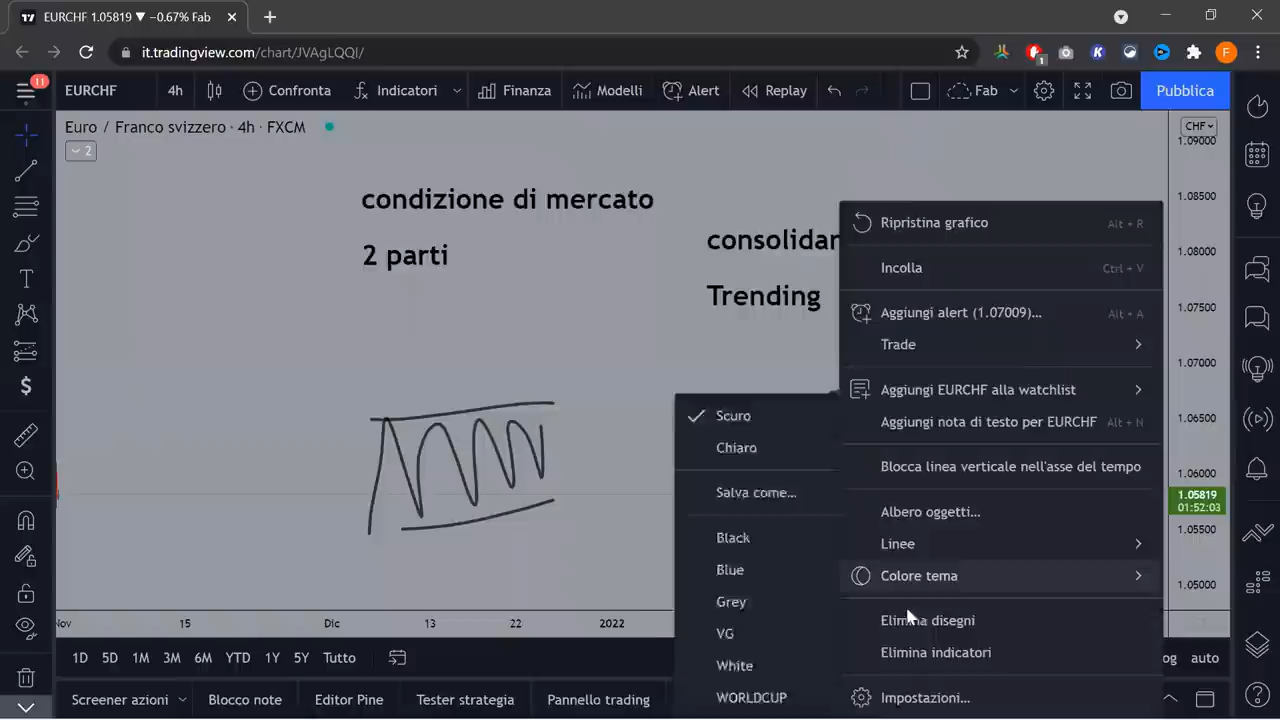 EURCHF 1.05819 ▼ −0.67% Fab
it.tradingview.com/chart/JVAgLQQI/
1
F
11
EURCHF
4h
Confronta
Indicatori
Finanza
Modelli
Alert
Replay
Fab
Pubblica
Euro / Franco svizzero · 4h · FXCM
2
CHF
1.09000
1.08500
1.08000
1.07500
1.07000
1.06500
1.06000
1.05819
01:52:03
1.05500
1.05000
condizione di mercato
2 parti
consolidar
Trending
Ripristina grafico Alt + R
Incolla Ctrl + V
Aggiungi alert (1.07009)... Alt + A
Trade
Aggiungi EURCHF alla watchlist
Aggiungi nota di testo per EURCHF Alt + N
Blocca linea verticale nell'asse del tempo
Albero oggetti...
Linee
Colore tema
Elimina disegni
Elimina indicatori
Impostazioni...
Scuro
Chiaro
Salva come...
Black
Blue
Grey
VG
White
WORLDCUP
Nov 15 Dic 13 22 2022
1D 5D 1M 3M 6M YTD 1Y 5Y Tutto
og auto
Screener azioni
Blocco note
Editor Pine
Tester strategia
Pannello trading